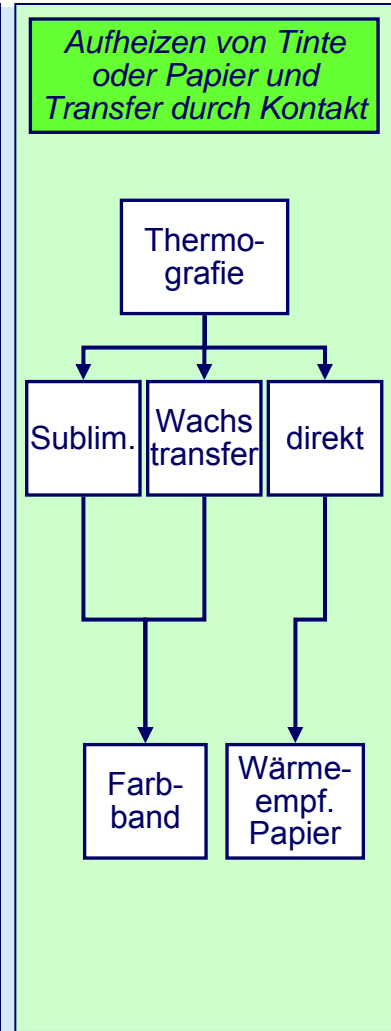 Aufheizen von Tinte
oder Papier und
Transfer durch Kontakt
Thermo-
grafie
Sublim.
Wachs
transfer
direkt
Farb-
band
Wärme-
empf.
Papier